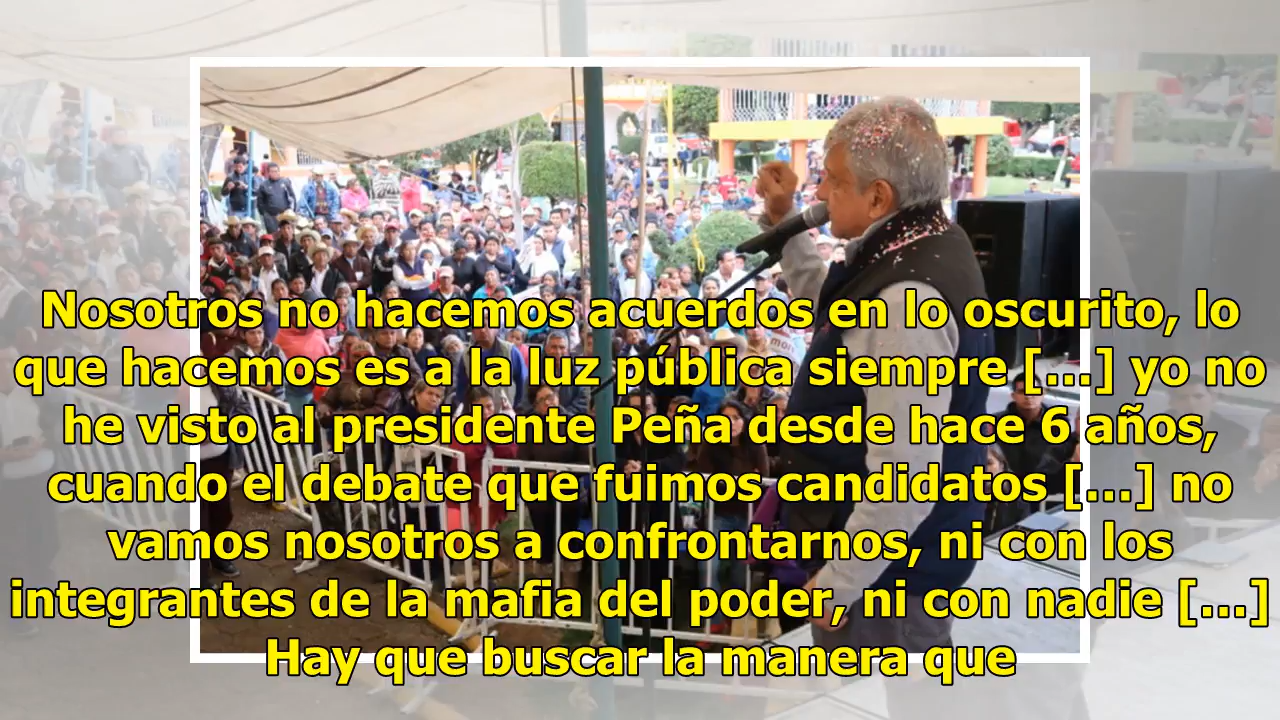 Nosotros no hacemos acuerdos en lo oscurito, lo
que hacemos es a la luz pública siempre [...] yo no
he visto al presidente Peña desde hace 6 años,
cuando el debate que fuimos candidatos [...] no
vamos nosotros a confrontarnos, ni con los
integrantes de la mafia del poder, ni con nadie [...]
Hay que buscar la manera que